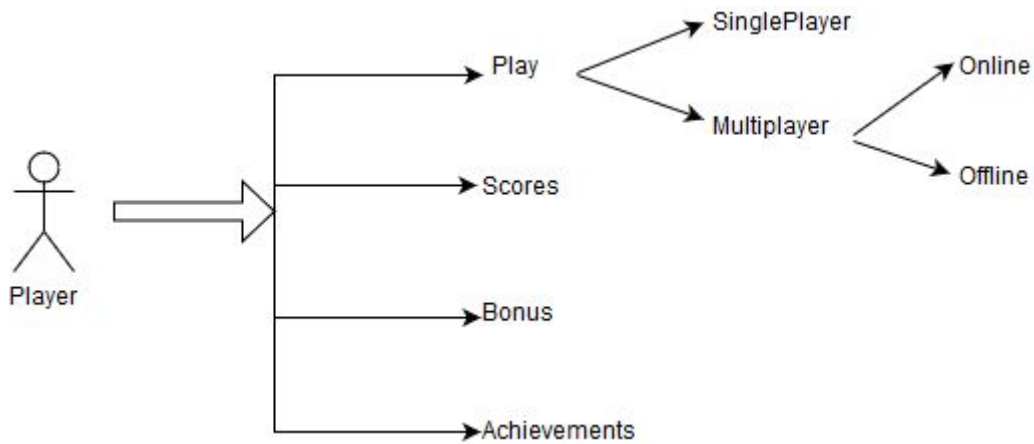 SinglePlayer
Play
Online
Multiplayer
Offline
Scores
Player
Bonus
Achievements